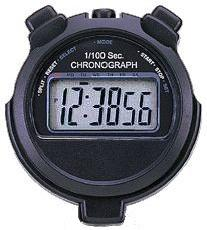 MODE
SPLIT / RESET SELECT
START / STOP SET
1/100 Sec.
CHRONOGRAPH
12:3856